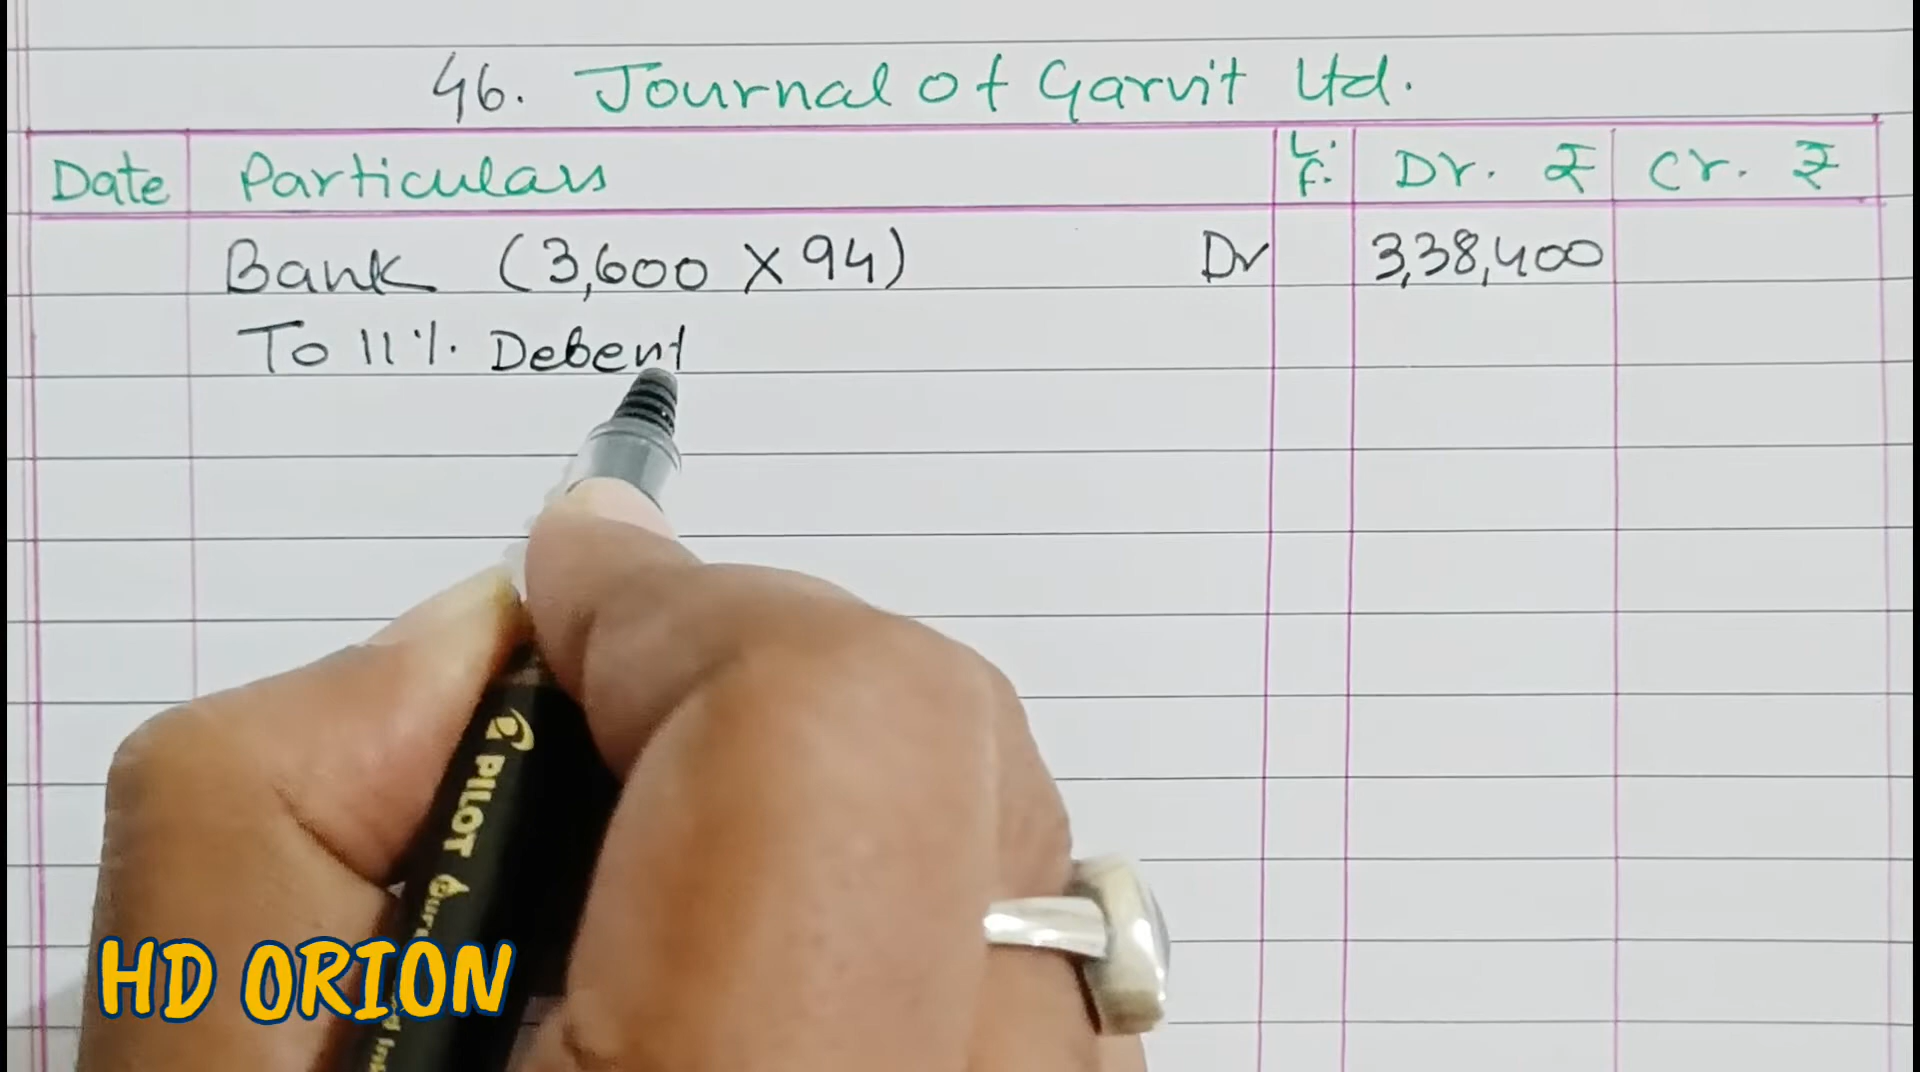 46. Journal of Garvit Ltd.
Date Particulars L.F. Dr. ₹ Cr. ₹
Bank (3,600 X 94) Dr 3,38,400
To 11%. Debent
PILOT
HD ORION